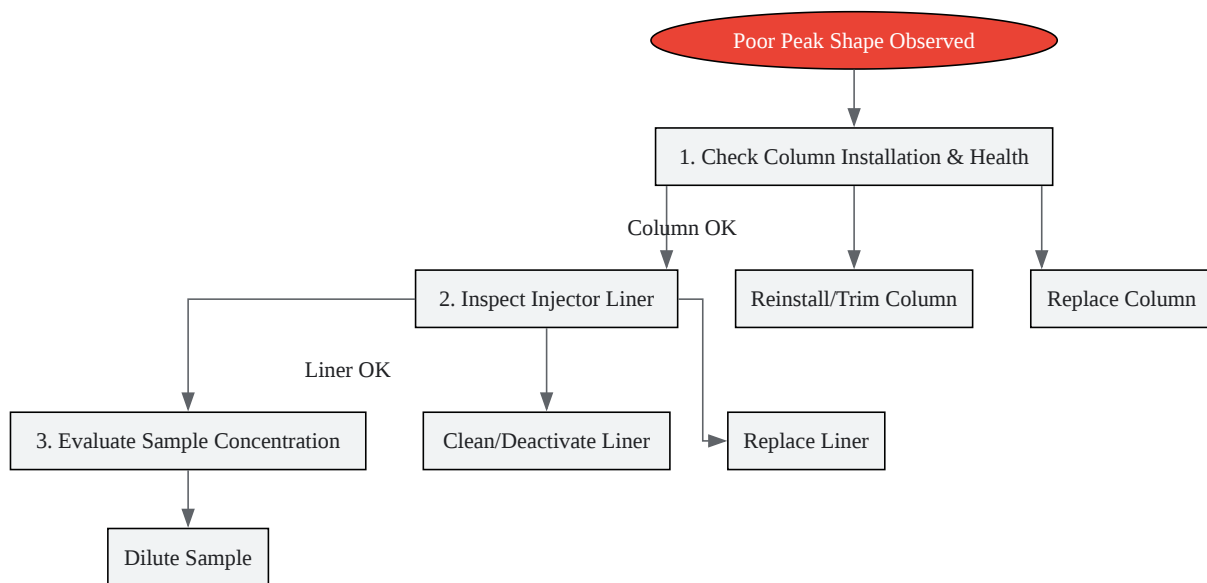 Poor Peak Shape Observed
1. Check Column Installation & Health
Column OK
2. Inspect Injector Liner
Reinstall/Trim Column
Replace Column
Liner OK
3. Evaluate Sample Concentration
Clean/Deactivate Liner
Replace Liner
Dilute Sample